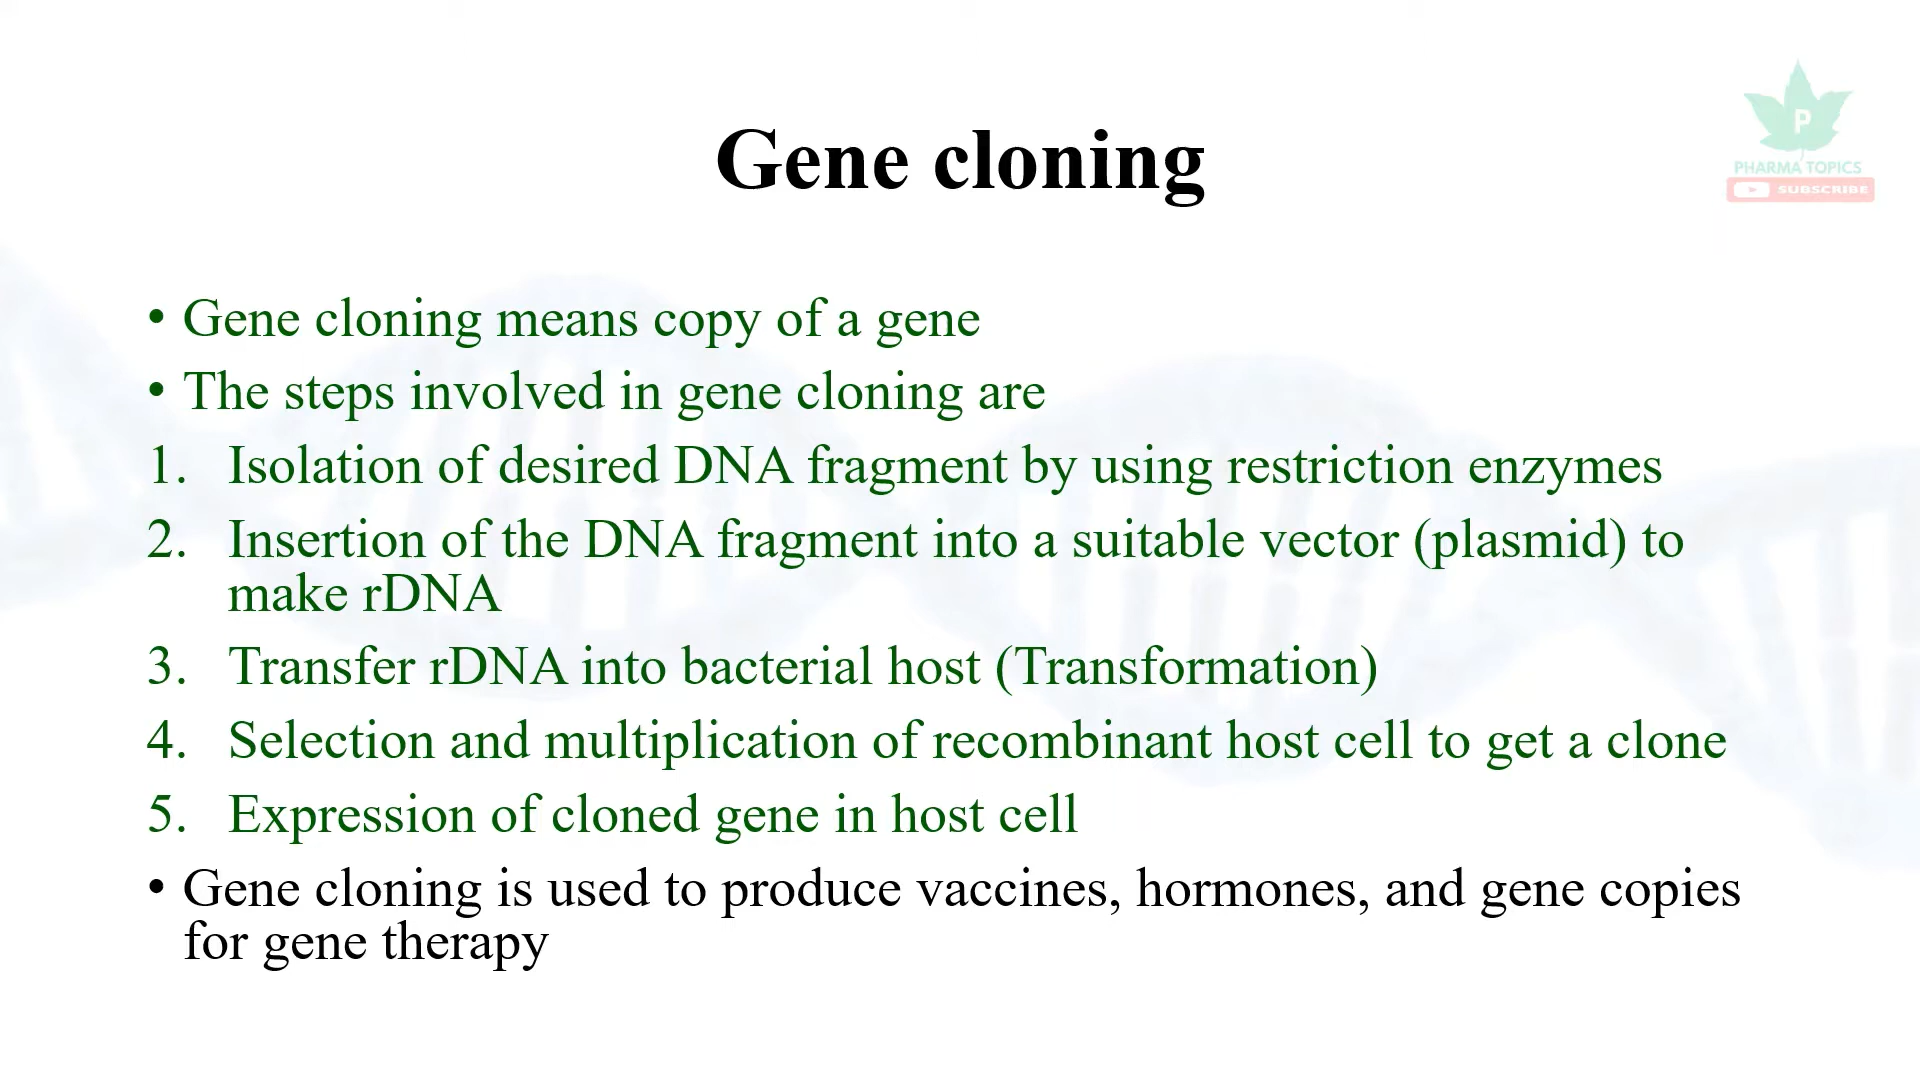 Gene cloning
P
PHARMA TOPICS
SUBSCRIBE
• Gene cloning means copy of a gene
• The steps involved in gene cloning are
1. Isolation of desired DNA fragment by using restriction enzymes
2. Insertion of the DNA fragment into a suitable vector (plasmid) to
make rDNA
3. Transfer rDNA into bacterial host (Transformation)
4. Selection and multiplication of recombinant host cell to get a clone
5. Expression of cloned gene in host cell
• Gene cloning is used to produce vaccines, hormones, and gene copies
for gene therapy